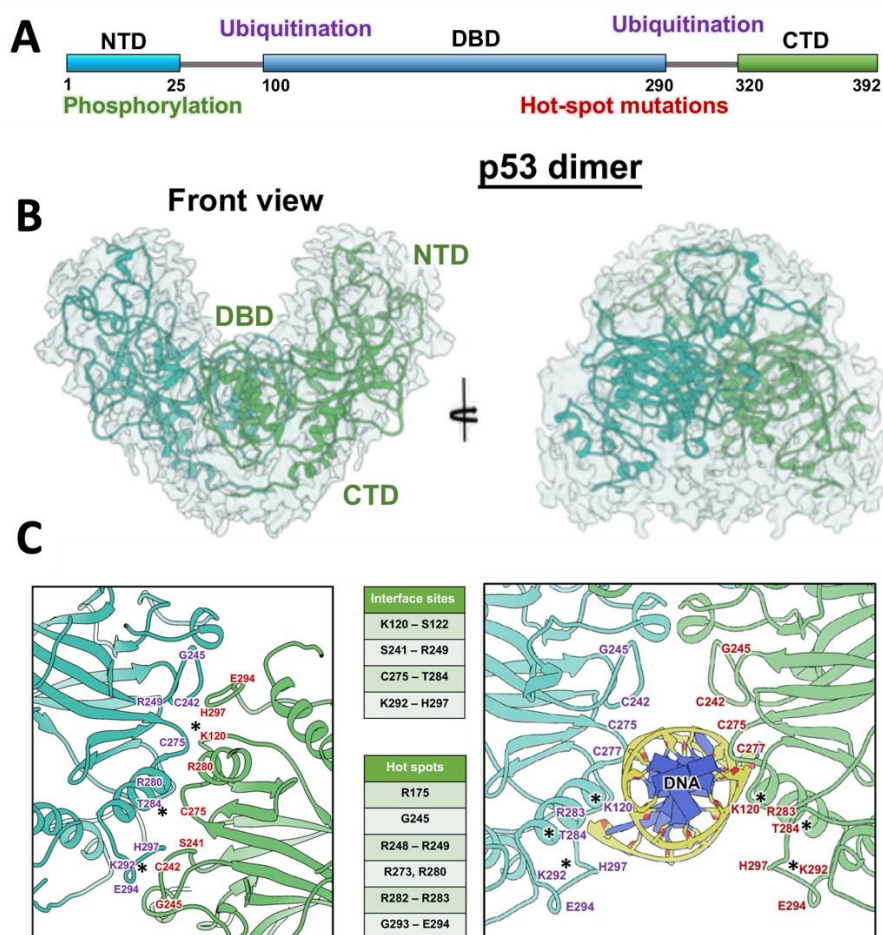 A
NTD
Ubiquitination
DBD
Ubiquitination
CTD
1
25
100
290
320
392
Phosphorylation
Hot-spot mutations
p53 dimer
B
Front view
NTD
DBD
CTD
C
G245
E294
R249
C242
H297
K120
C275
R280
R280
T284
C275
H297
S241
K292
C242
E294
G245
Interface sites
K120 – S122
S241 – R249
C275 – T284
K292 – H297
Hot spots
R175
G245
R248 – R249
R273, R280
R282 – R283
G293 – E294
G245
G245
C242
C242
C275
C275
C277
C277
DNA
R283
K120
K120
R283
T284
T284
K292
H297
H297
K292
E294
E294